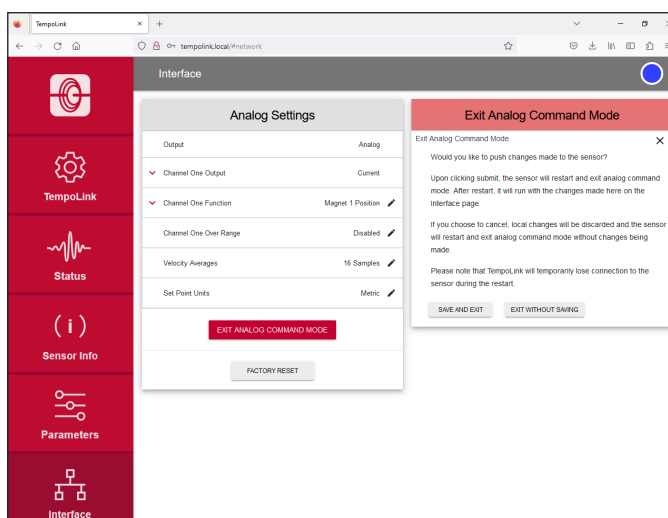 TempoLink
tempolink.local/#network
Interface
TempoLink
Status
Sensor Info
Parameters
Interface
Analog Settings
Output Analog
Channel One Output Current
Channel One Function Magnet 1 Position
Channel One Over Range Disabled
Velocity Averages 16 Samples
Set Point Units Metric
EXIT ANALOG COMMAND MODE
FACTORY RESET
Exit Analog Command Mode
Exit Analog Command Mode
Would you like to push changes made to the sensor?
Upon clicking submit, the sensor will restart and exit analog command
mode. After restart, it will run with the changes made here on the
Interface page.
If you choose to cancel, local changes will be discarded and the sensor
will restart and exit analog command mode without changes being
made.
Please note that TempoLink will temporarily lose connection to the
sensor during the restart.
SAVE AND EXIT EXIT WITHOUT SAVING